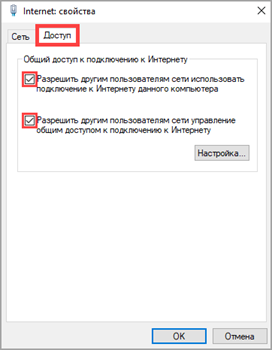 Internet: свойства
Сеть
Доступ
Общий доступ к подключению к Интернету
Разрешить другим пользователям сети использовать
подключение к Интернету данного компьютера
Разрешить другим пользователям сети управление
общим доступом к подключению к Интернету
Настройка...
OK
Отмена